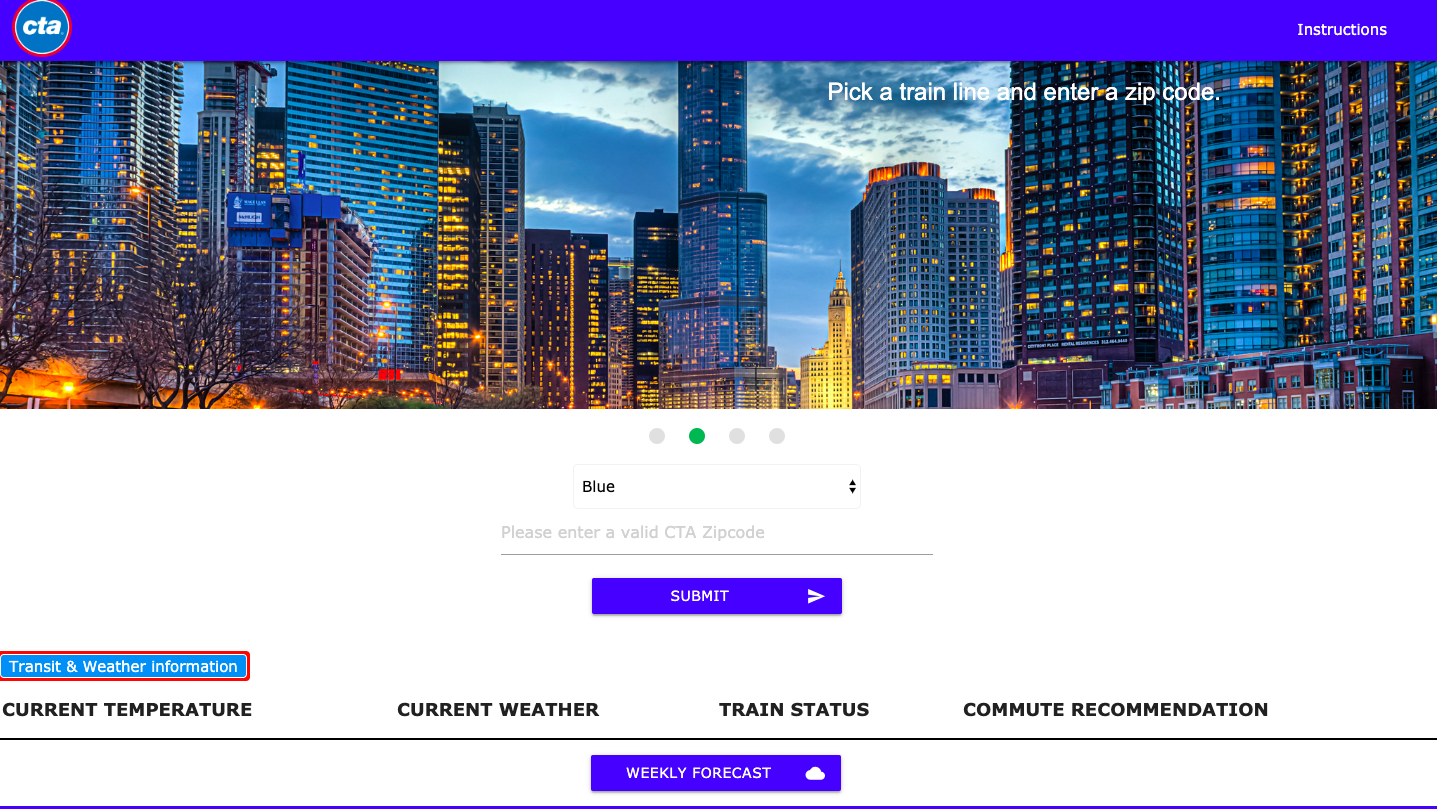 cta
Instructions
Pick a train line and enter a zip code.
Blue
Please enter a valid CTA Zipcode
SUBMIT
Transit & Weather information
CURRENT TEMPERATURE CURRENT WEATHER TRAIN STATUS COMMUTE RECOMMENDATION
WEEKLY FORECAST